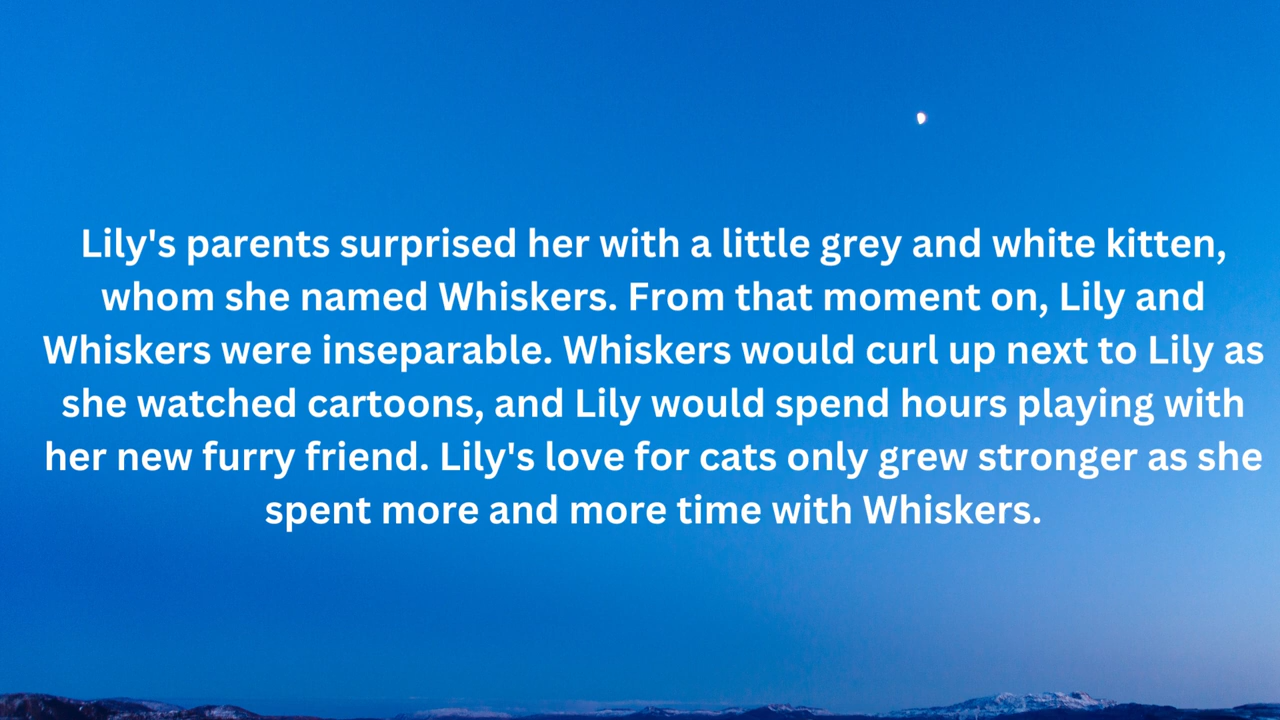 Lily's parents surprised her with a little grey and white kitten,
whom she named Whiskers. From that moment on, Lily and
Whiskers were inseparable. Whiskers would curl up next to Lily as
she watched cartoons, and Lily would spend hours playing with
her new furry friend. Lily's love for cats only grew stronger as she
spent more and more time with Whiskers.